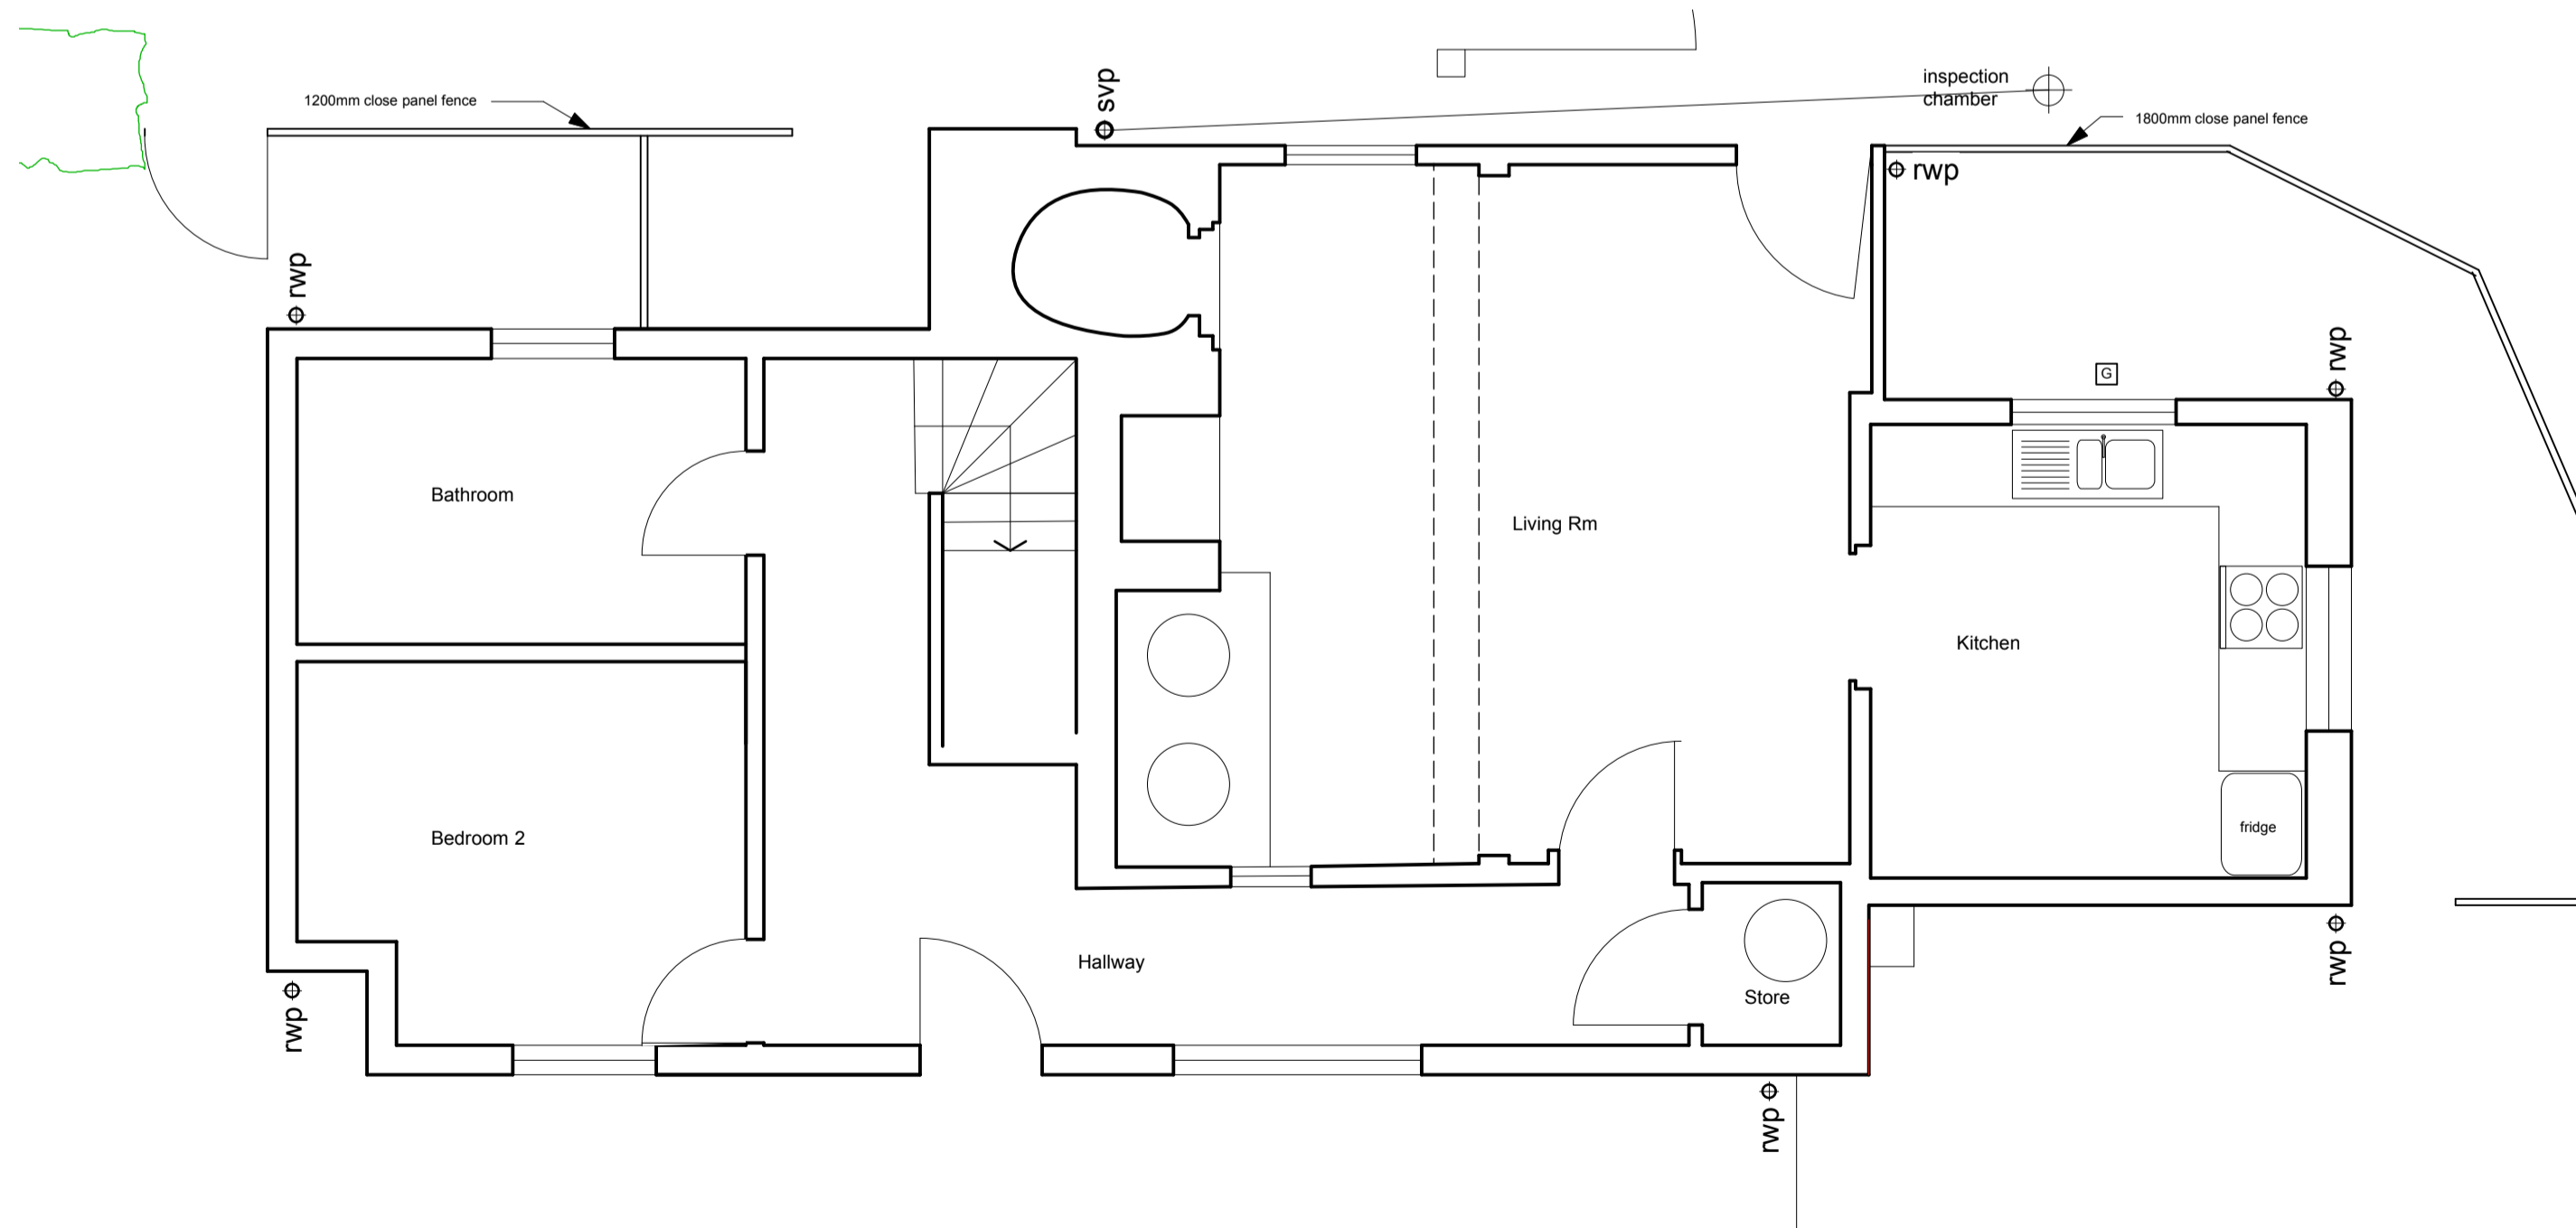 svp
inspection
chamber
1200mm close panel fence
1800mm close panel fence
rwp
rwp
rwp
G
Bathroom
Living Rm
Kitchen
fridge
Bedroom 2
Hallway
Store
rwp
rwp
rwp